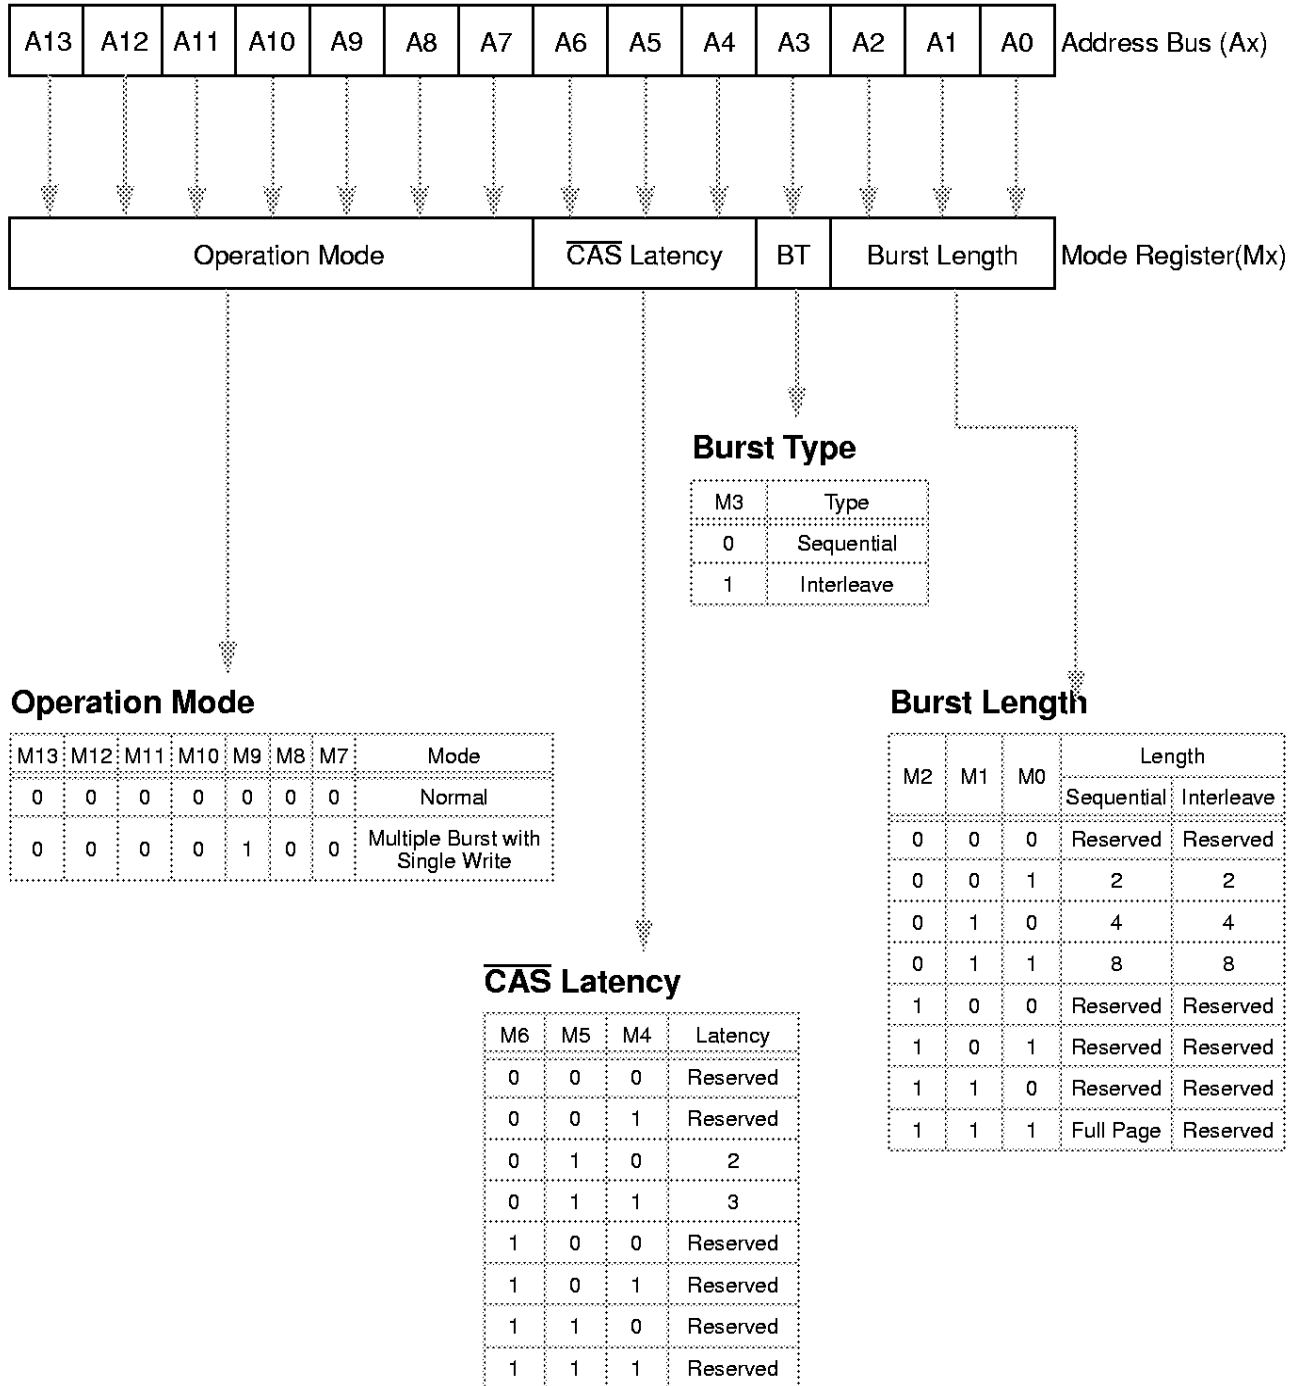 A13 A12 A11 A10 A9 A8 A7 A6 A5 A4 A3 A2 A1 A0 Address Bus (Ax)
Operation Mode CAS Latency BT Burst Length Mode Register(Mx)
Burst Type
M3 Type
0 Sequential
1 Interleave
Operation Mode
M13 M12 M11 M10 M9 M8 M7 Mode
0 0 0 0 0 0 0 Normal
0 0 0 0 1 0 0 Multiple Burst with
Single Write
Burst Length
M2 M1 M0 Length
Sequential Interleave
0 0 0 Reserved Reserved
0 0 1 2 2
0 1 0 4 4
0 1 1 8 8
1 0 0 Reserved Reserved
1 0 1 Reserved Reserved
1 1 0 Reserved Reserved
1 1 1 Full Page Reserved
CAS Latency
M6 M5 M4 Latency
0 0 0 Reserved
0 0 1 Reserved
0 1 0 2
0 1 1 3
1 0 0 Reserved
1 0 1 Reserved
1 1 0 Reserved
1 1 1 Reserved